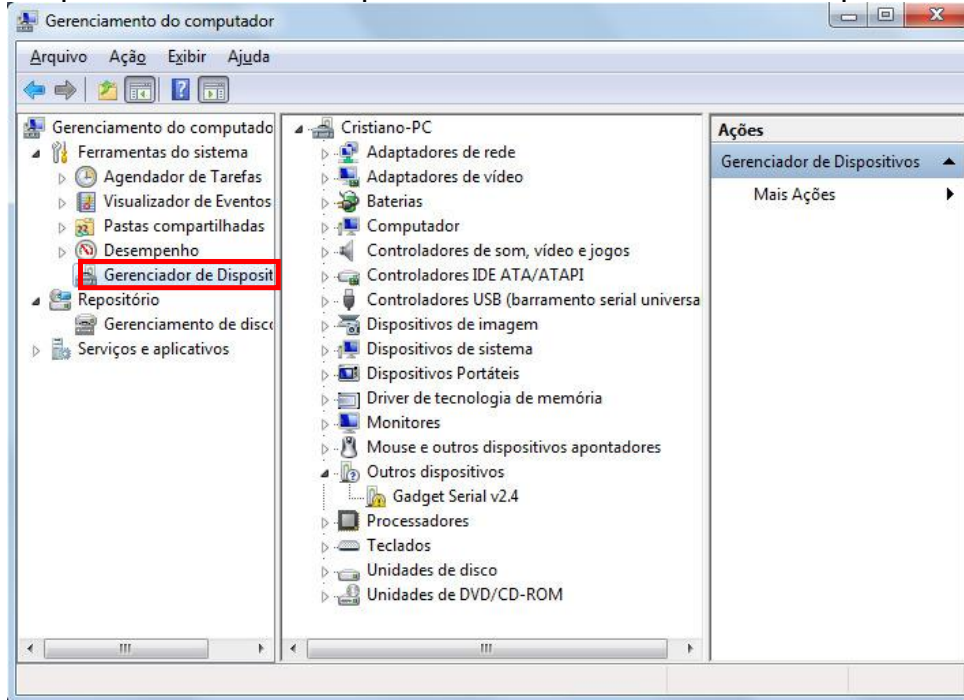 Gerenciamento do computador
Arquivo Ação Exibir Ajuda
Gerenciamento do computado
Ferramentas do sistema
Agendador de Tarefas
Visualizador de Eventos
Pastas compartilhadas
Desempenho
Gerenciador de Disposit
Repositório
Gerenciamento de disco
Serviços e aplicativos
Cristiano-PC
Adaptadores de rede
Adaptadores de vídeo
Baterias
Computador
Controladores de som, vídeo e jogos
Controladores IDE ATA/ATAPI
Controladores USB (barramento serial universa
Dispositivos de imagem
Dispositivos de sistema
Dispositivos Portáteis
Driver de tecnologia de memória
Monitores
Mouse e outros dispositivos apontadores
Outros dispositivos
Gadget Serial v2.4
Processadores
Teclados
Unidades de disco
Unidades de DVD/CD-ROM
Ações
Gerenciador de Dispositivos
Mais Ações